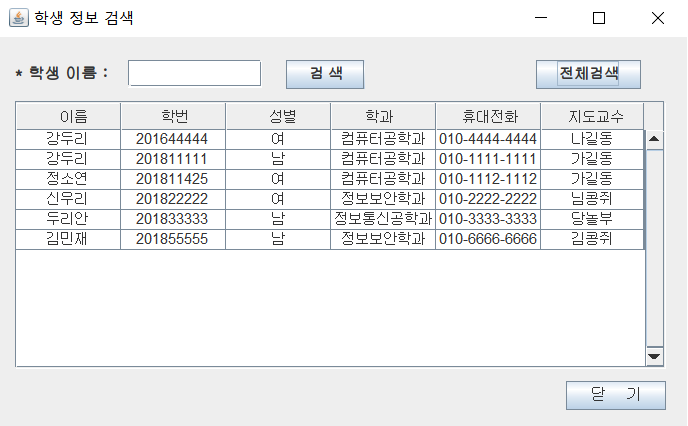 학생 정보 검색
* 학생 이름 : 검 색 전체검색
이름 학번 성별 학과 휴대전화 지도교수
강두리 201644444 여 컴퓨터공학과 010-4444-4444 나길동
강두리 201811111 남 컴퓨터공학과 010-1111-1111 가길동
정소연 201811425 여 컴퓨터공학과 010-1112-1112 가길동
신우리 201822222 여 정보보안학과 010-2222-2222 님콩쥐
두리안 201833333 남 정보통신공학과 010-3333-3333 당놀부
김민재 201855555 남 정보보안학과 010-6666-6666 김콩쥐
닫 기